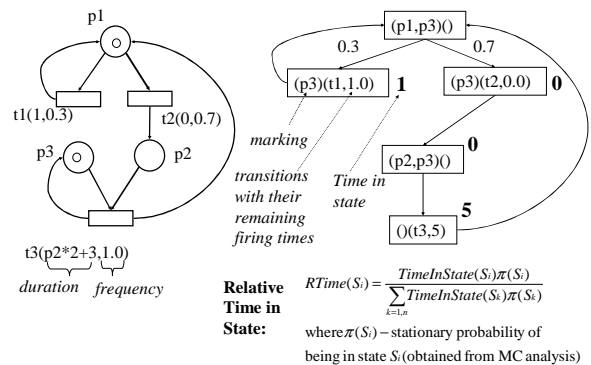 p1
t1(1,0.3)
t2(0,0.7)
p3
p2
t3(p2*2+3,1.0)
duration frequency
(p1,p3)()
0.3
0.7
(p3)(t1,1.0) 1
(p3)(t2,0.0) 0
marking
transitions
with their
remaining
firing times
Time in
state
0
(p2,p3)()
5
()(t3,5)
Relative
Time in
State:
RTime(Si) = TimeInState(Si)π(Si)
∑ TimeInState(Sk)π(Sk)
k=1,n
where π(Si) – stationary probability of
being in state Si (obtained from MC analysis)